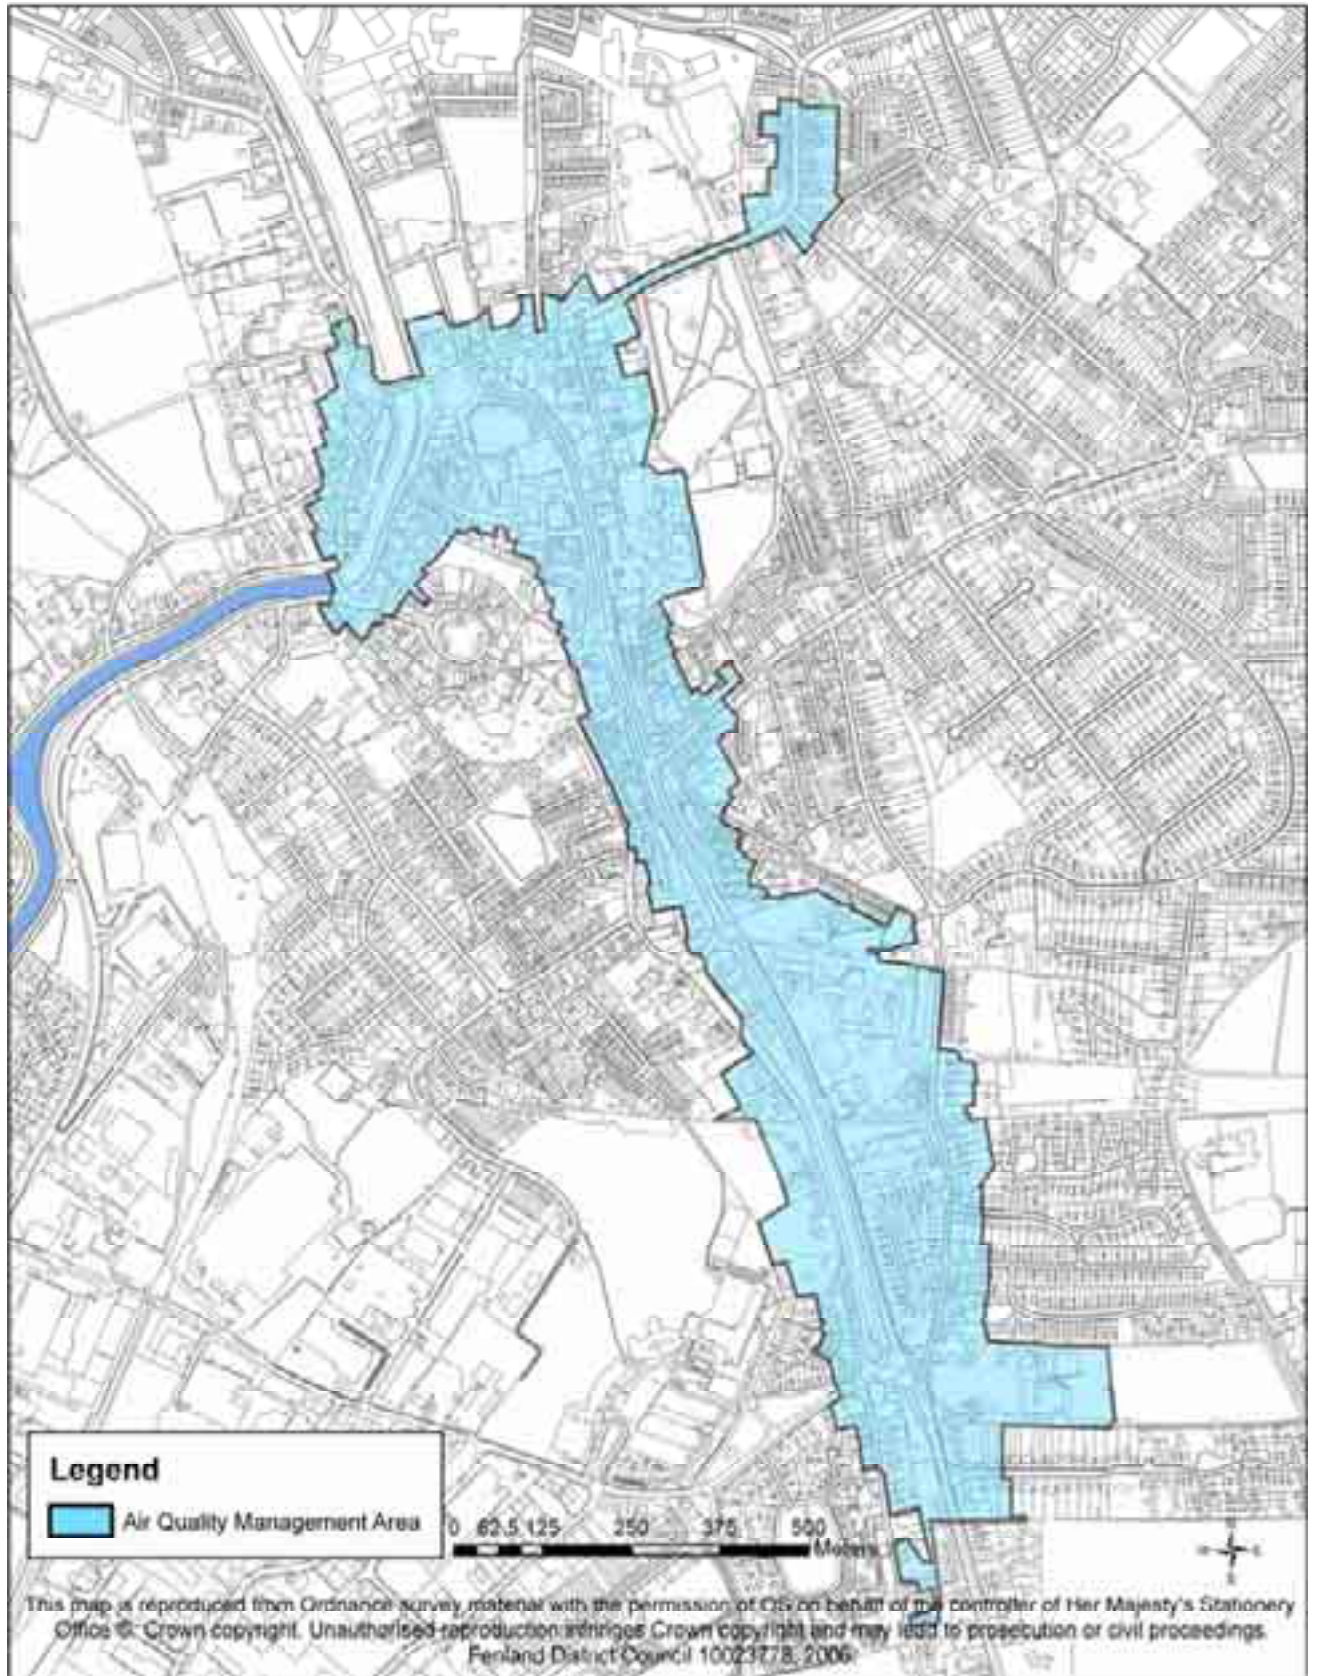 Legend
Air Quality Management Area
0 62.5 125 250 375 500
Meters
This map is reproduced from Ordnance survey material with the permission of OS on behalf of the controller of Her Majesty's Stationery
Office ©. Crown copyright. Unauthorised reproduction infringes Crown copyright and may lead to prosecution or civil proceedings.
Fenland District Council 10023778, 2006